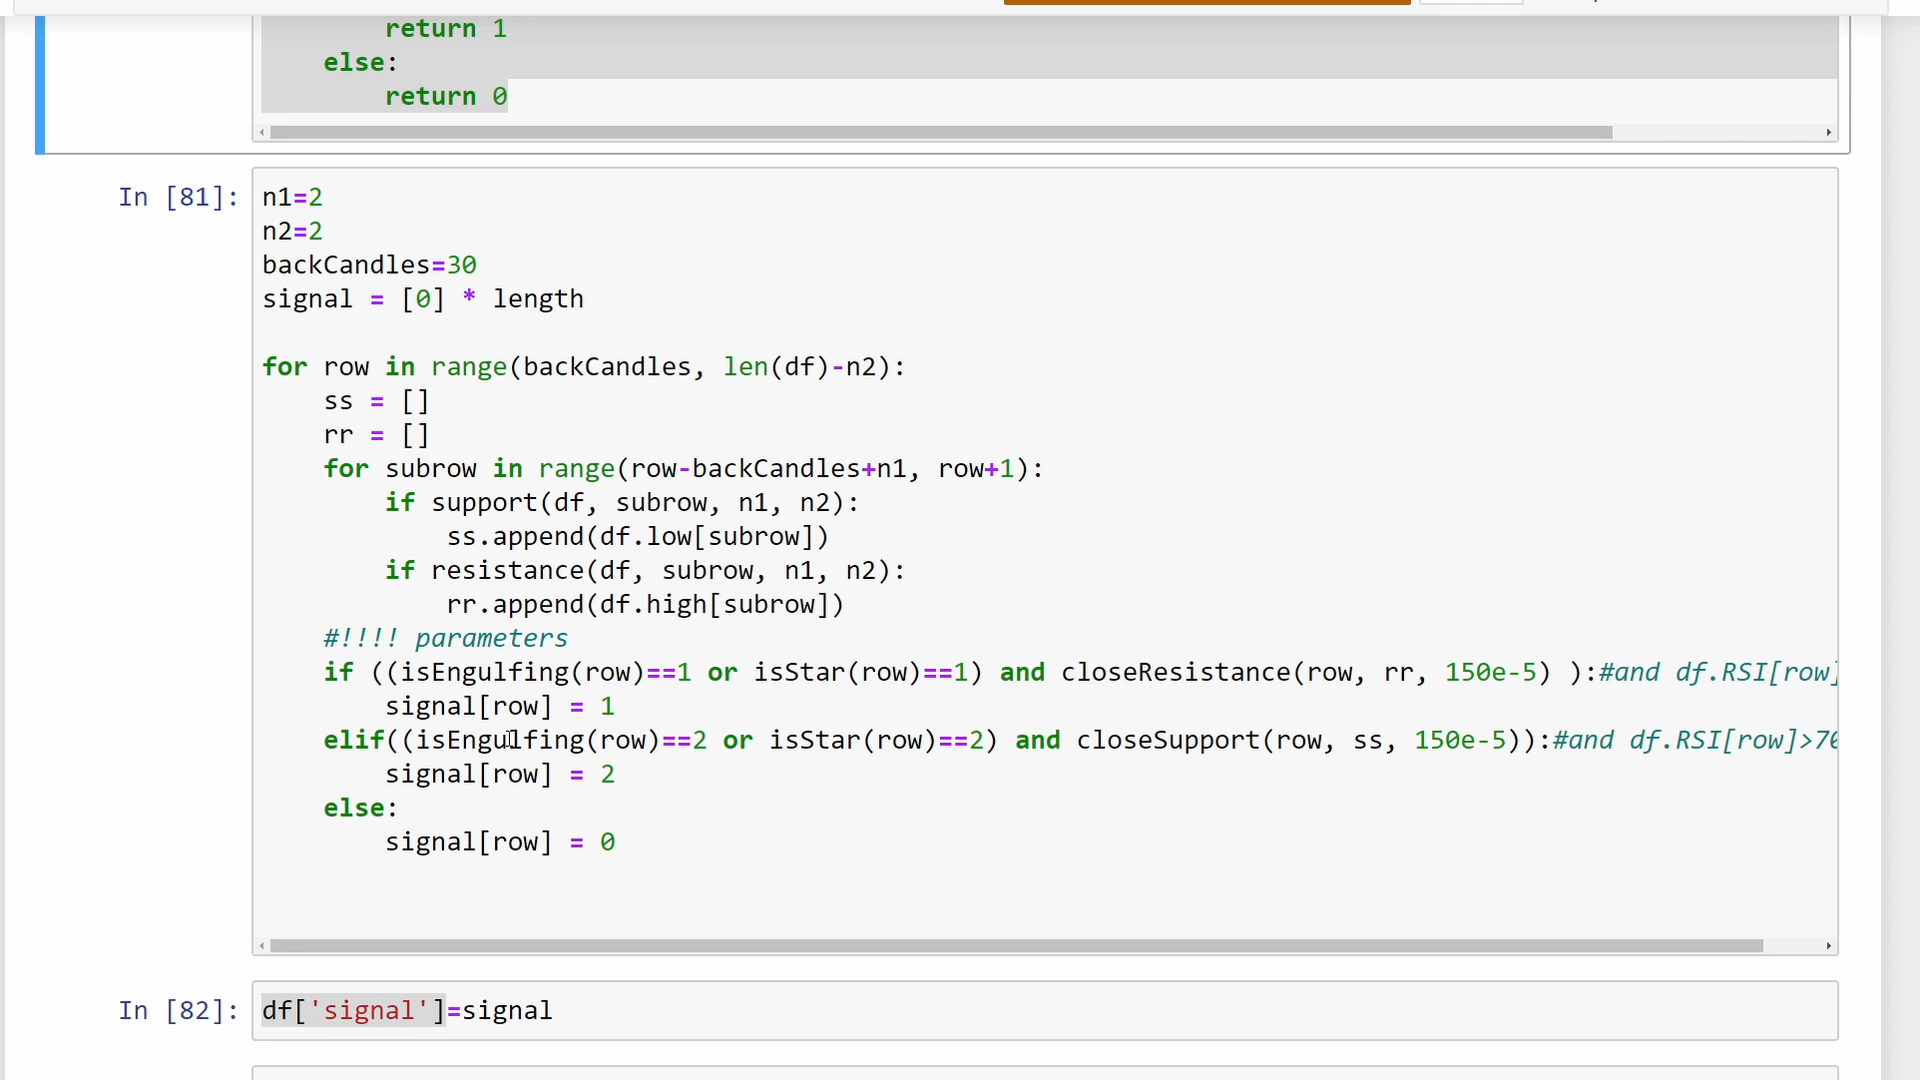 return 1
else:
return 0
In [81]:
n1=2
n2=2
backCandles=30
signal = [0] * length
for row in range(backCandles, len(df)-n2):
ss = []
rr = []
for subrow in range(row-backCandles+n1, row+1):
if support(df, subrow, n1, n2):
ss.append(df.low[subrow])
if resistance(df, subrow, n1, n2):
rr.append(df.high[subrow])
#!!!! parameters
if ((isEngulfing(row)==1 or isStar(row)==1) and closeResistance(row, rr, 150e-5) ):#and df.RSI[row]
signal[row] = 1
elif((isEngulfing(row)==2 or isStar(row)==2) and closeSupport(row, ss, 150e-5)):#and df.RSI[row]>70
signal[row] = 2
else:
signal[row] = 0
In [82]:
df['signal']=signal